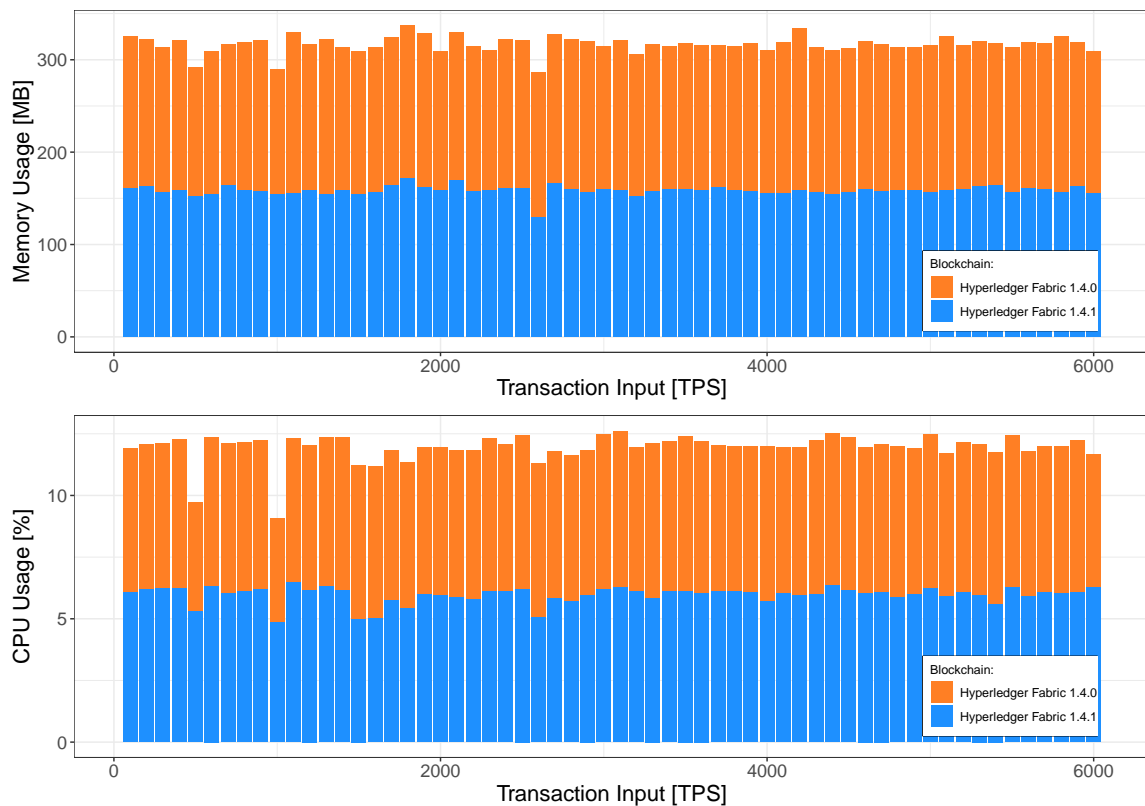 Memory Usage [MB]
300
200
100
0
Blockchain:
Hyperledger Fabric 1.4.0
Hyperledger Fabric 1.4.1
0 2000 4000 6000
Transaction Input [TPS]
CPU Usage [%]
10
5
0
Blockchain:
Hyperledger Fabric 1.4.0
Hyperledger Fabric 1.4.1
0 2000 4000 6000
Transaction Input [TPS]